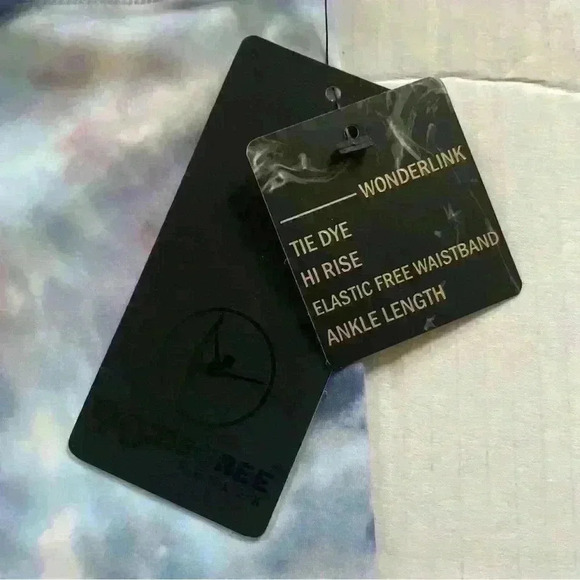 WONDERLINK
TIE DYE
HI RISE
ELASTIC FREE WAISTBAND
ANKLE LENGTH